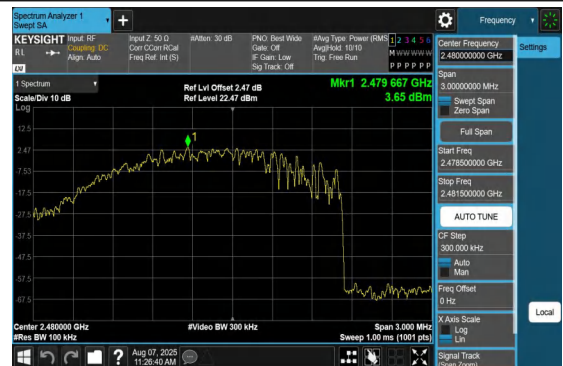 Spectrum Analyzer 1
Swept SA
Frequency
KEYSIGHT
Input: RF
Input Z: 50 Ω
#Atten: 30 dB
PNO: Best Wide
#Avg Type: Power (RMS
1 2 3 4 5 6
RL
Coupling: DC
Corr CCorr RCal
Gate: Off
Avg|Hold: 10/10
M W W W W W
Align: Auto
Freq Ref: Int (S)
IF Gain: Low
Trig: Free Run
Sig Track: Off
P P P P P P
LXI
Center Frequency
2.480000000 GHz
Settings
Span
3.00000000 MHz
Swept Span
Zero Span
Full Span
Start Freq
2.478500000 GHz
Stop Freq
2.481500000 GHz
AUTO TUNE
CF Step
300.000 kHz
Auto
Man
Freq Offset
0 Hz
X Axis Scale
Log
Lin
Local
Signal Track
(Span Zoom)
1 Spectrum
Ref Lvl Offset 2.47 dB
Mkr1 2.479 667 GHz
Scale/Div 10 dB
Ref Level 22.47 dBm
3.65 dBm
Log
12.5
1
2.47
-7.53
-17.5
-27.5
-37.5
-47.5
-57.5
-67.5
Center 2.480000 GHz
#Video BW 300 kHz
Span 3.000 MHz
#Res BW 100 kHz
Sweep 1.00 ms (1001 pts)
Aug 07, 2025
11:26:40 AM